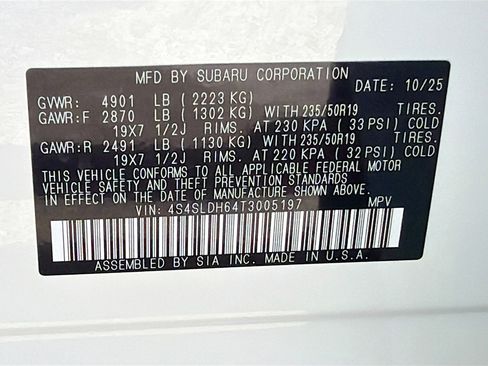 MFD BY SUBARU CORPORATION
DATE: 10/25
GVWR: 4901 LB (2223 KG)
GAWR:F 2870 LB (1302 KG) WITH 235/50R19 TIRES.
19X7 1/2J RIMS. AT 230 KPA (33 PSI) COLD
GAWR:R 2491 LB (1130 KG) WITH 235/50R19 TIRES.
19X7 1/2J RIMS. AT 220 KPA (32 PSI) COLD
THIS VEHICLE CONFORMS TO ALL APPLICABLE FEDERAL MOTOR
VEHICLE SAFETY AND THEFT PREVENTION STANDARDS
IN EFFECT ON THE DATE OF MANUFACTURE SHOWN ABOVE.
VIN: 4S4SLDH64T3005197 MPV
ASSEMBLED BY SIA INC. MADE IN U.S.A.